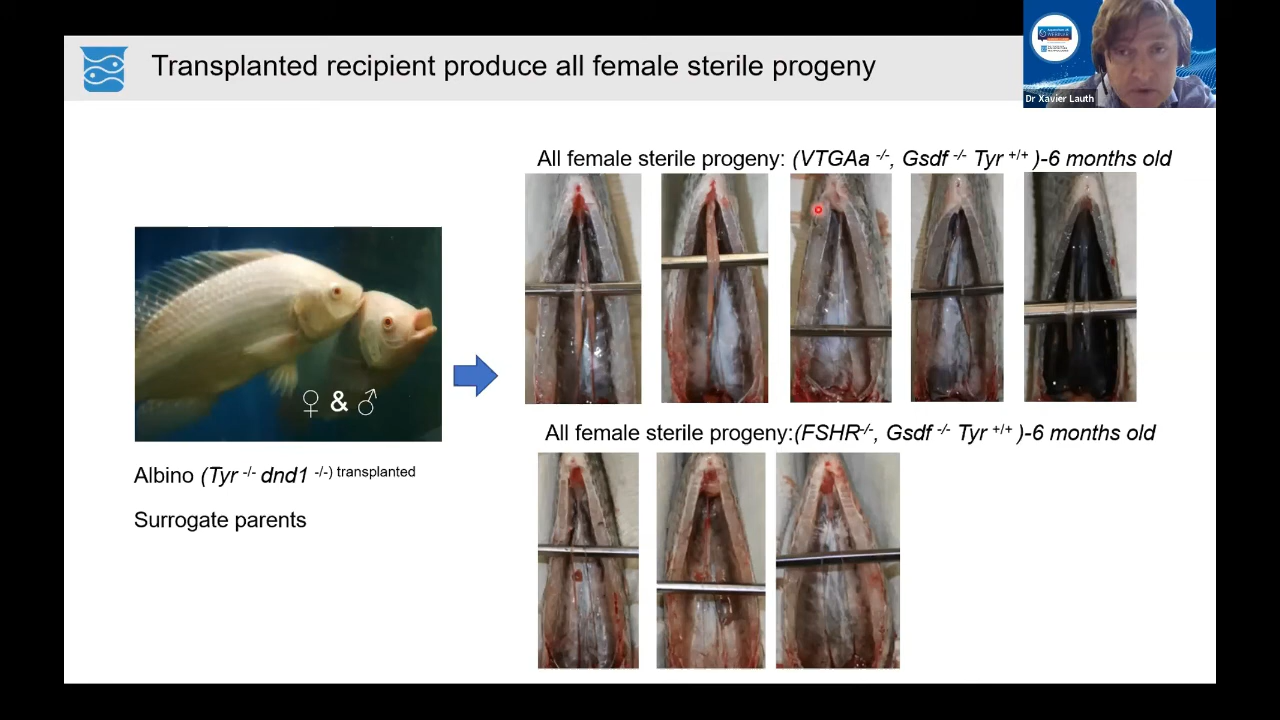 Transplanted recipient produce all female sterile progeny
Dr Xavier Lauth
All female sterile progeny: (VTGAa -/-, Gsdf -/- Tyr +/+ )-6 months old
♀ & ♂
All female sterile progeny:(FSHR-/-, Gsdf -/- Tyr +/+ )-6 months old
Albino (Tyr -/- dnd1 -/-) transplanted
Surrogate parents